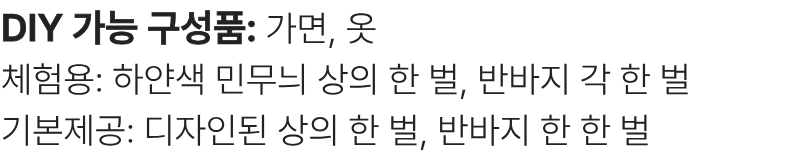 DIY 가능 구성품: 가면, 옷
체험용: 하얀색 민무늬 상의 한 벌, 반바지 각 한 벌
기본제공: 디자인된 상의 한 벌, 반바지 한 한 벌